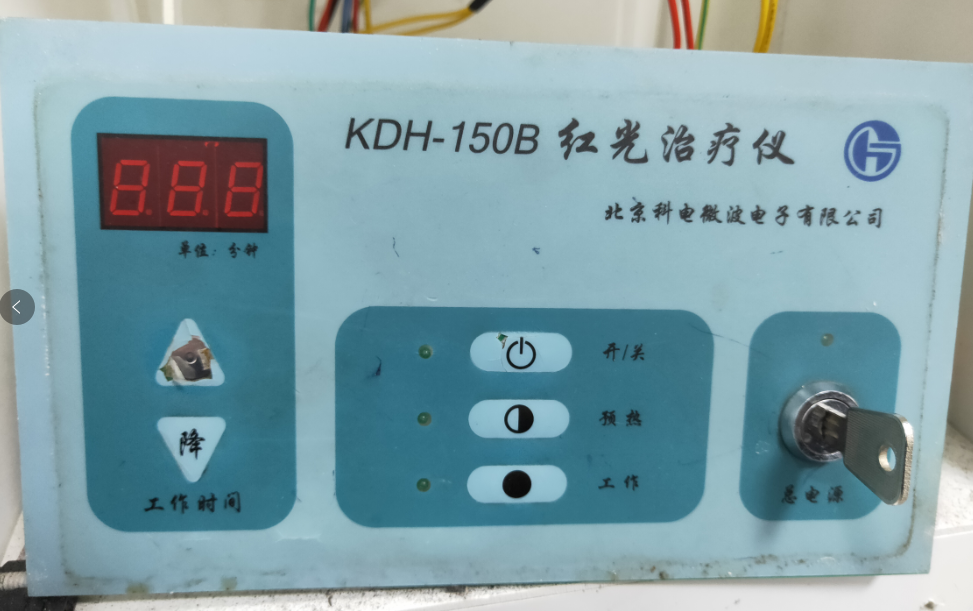 KDH-150B 红光治疗仪
北京科电微波电子有限公司
8.8.8.
单位：分钟
降
工作时间
开/关
预热
工作
总电源